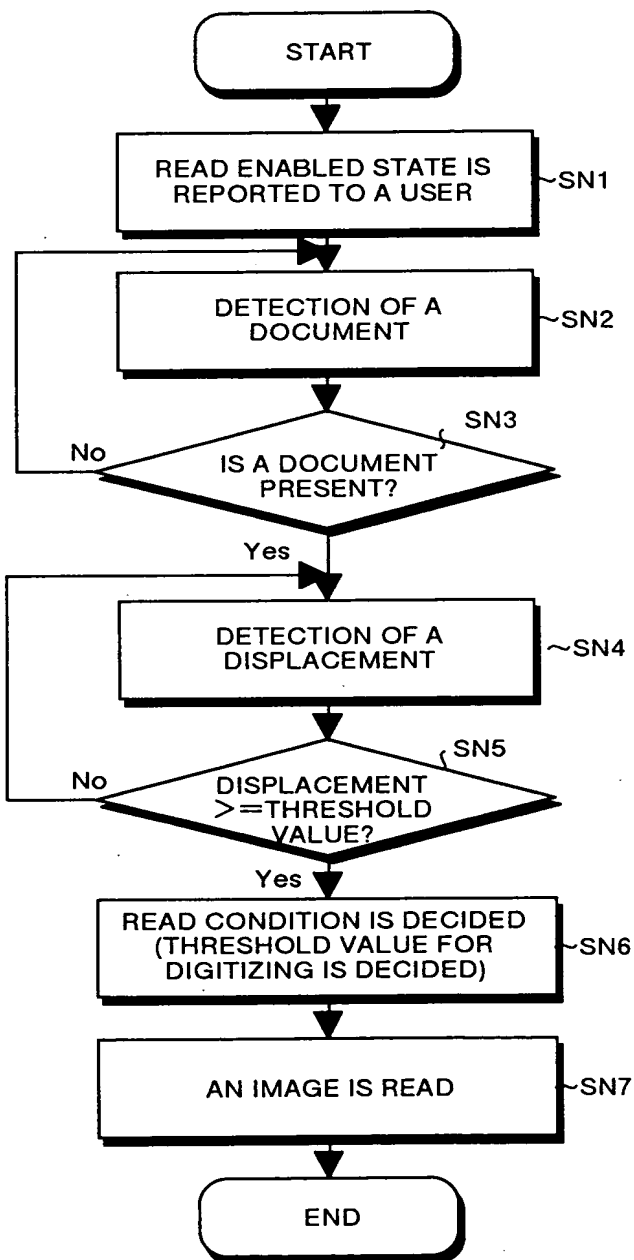 START
READ ENABLED STATE IS
REPORTED TO A USER
~SN1
DETECTION OF A
DOCUMENT
~SN2
SN3
No
IS A DOCUMENT
PRESENT?
Yes
DETECTION OF A
DISPLACEMENT
~SN4
SN5
No
DISPLACEMENT
>=THRESHOLD
VALUE?
Yes
READ CONDITION IS DECIDED
(THRESHOLD VALUE FOR
DIGITIZING IS DECIDED)
~SN6
AN IMAGE IS READ
~SN7
END